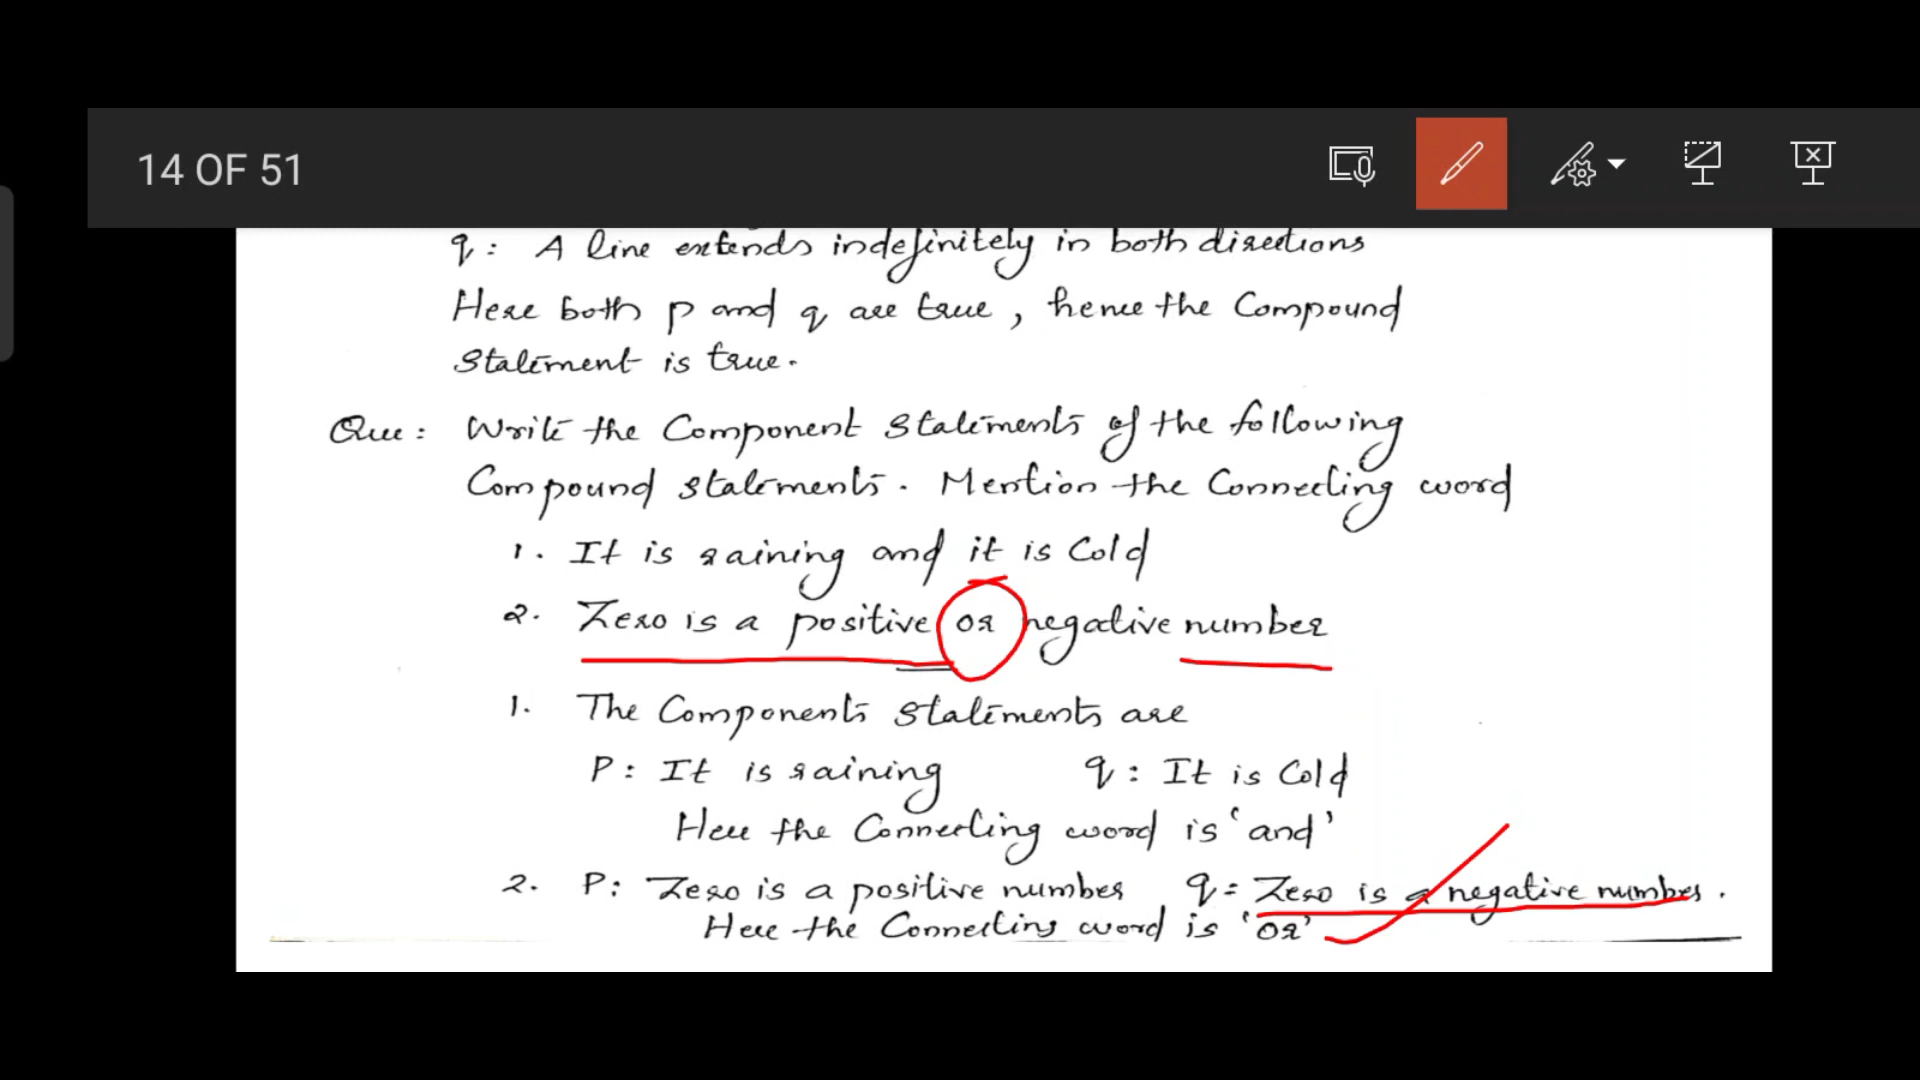 14 OF 51
q: A line extends indefinitely in both directions
Here both p and q are true, hence the Compound
Statement is true.
Que: Write the Component Statements of the following
Compound statements. Mention the Connecting word
1. It is raining and it is Cold
2. Zero is a positive or negative number
1. The Components statements are
P: It is raining q: It is Cold
Here the Connecting word is 'and'
2. P: Zero is a positive number q= Zero is a negative number.
Here the Connecting word is 'or'